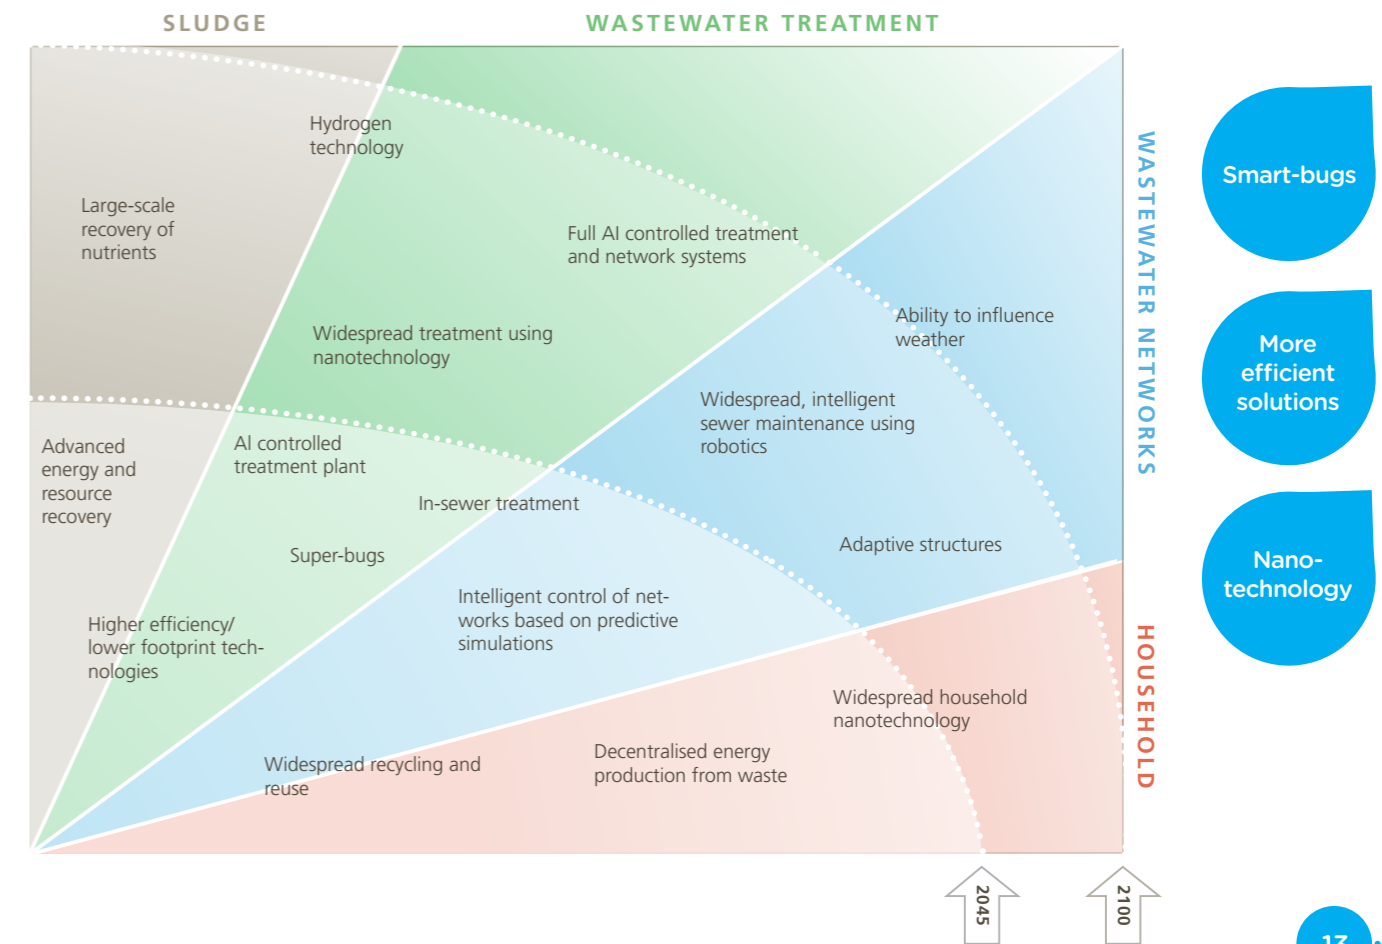 SLUDGE
WASTEWATER TREATMENT
Hydrogen
technology
Large-scale
recovery of
nutrients
Full AI controlled treatment
and network systems
Widespread treatment using
nanotechnology
Ability to influence
weather
Widespread, intelligent
sewer maintenance using
robotics
Advanced
energy and
resource
recovery
AI controlled
treatment plant
In-sewer treatment
Super-bugs
Adaptive structures
Intelligent control of net-
works based on predictive
simulations
Higher efficiency/
lower footprint tech-
nologies
Widespread household
nanotechnology
Decentralised energy
production from waste
Widespread recycling and
reuse
WASTEWATER NETWORKS
HOUSEHOLD
2045
2100
Smart-bugs
More
efficient
solutions
Nano-
technology
13